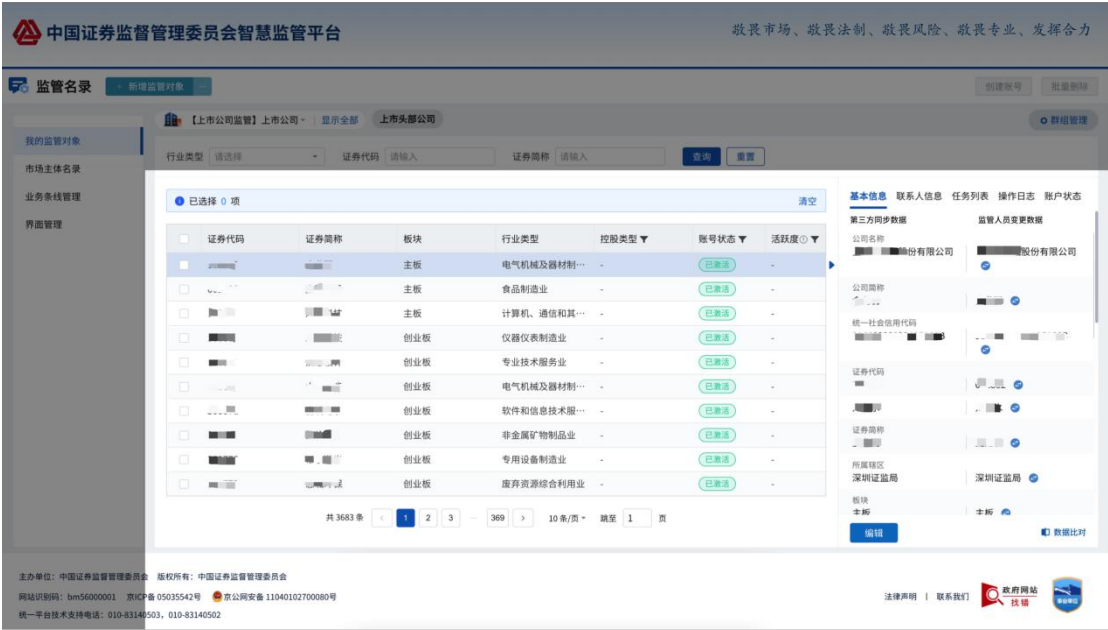 中国证券监督管理委员会智慧监管平台
敬畏市场、敬畏法制、敬畏风险、敬畏专业、发挥合力
监管名录 + 新增监管对象 ··· 创建账号 批量删除
【上市公司监管】上市公司 显示全部 上市头部公司 群组管理
我的监管对象
市场主体名录
业务条线管理
界面管理
行业类型 请选择 证券代码 请输入 证券简称 请输入 查询 重置
已选择 0 项 清空
证券代码 证券简称 板块 行业类型 控股类型 账号状态 活跃度
主板 电气机械及器材制… - 已激活 -
主板 食品制造业 - 已激活 -
主板 计算机、通信和其… - 已激活 -
创业板 仪器仪表制造业 - 已激活 -
创业板 专业技术服务业 - 已激活 -
创业板 电气机械及器材制… - 已激活 -
创业板 软件和信息技术服… - 已激活 -
创业板 非金属矿物制品业 - 已激活 -
创业板 专用设备制造业 - 已激活 -
创业板 废弃资源综合利用业 - 已激活 -
共 3683 条 < 1 2 3 ··· 369 > 10 条/页 跳至 1 页
基本信息 联系人信息 任务列表 操作日志 账户状态
第三方同步数据 监管人员变更数据
公司名称
份有限公司 股份有限公司
公司简称
统一社会信用代码
证券代码
证券简称
所属辖区
深圳证监局 深圳证监局
板块
主板 主板
编辑 数据比对
主办单位：中国证券监督管理委员会 版权所有：中国证券监督管理委员会
网站识别码：bm56000001 京ICP备 05035542号 京公网安备 11040102700080号
统一平台技术支持电话：010-83140503，010-83140502
法律声明 | 联系我们 政府网站
找错
事业单位